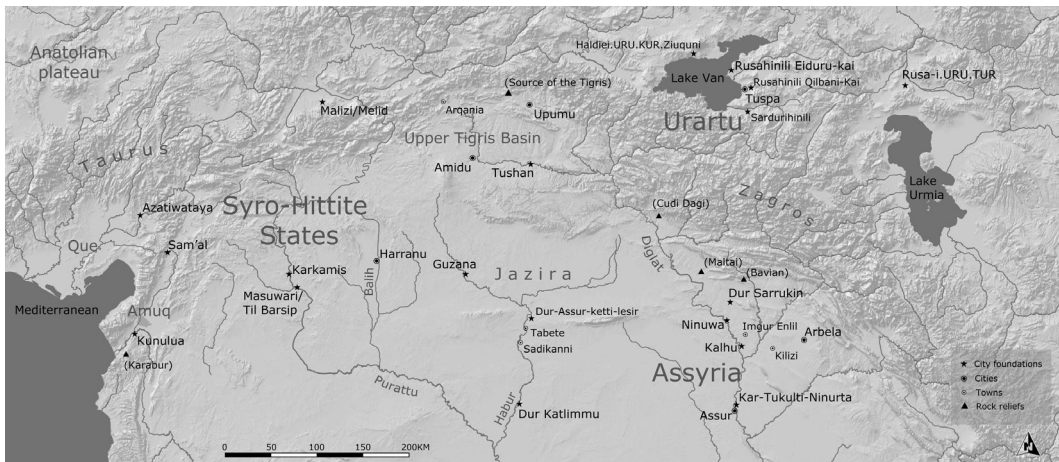 Anatolian
plateau
Haldiei.URU.KUR.Ziuquni
Lake Van
Rusahinili Eiduru-kai
Rusahinili Qilbani-Kai
Rusa-i.URU.TUR
Tuspa
Sardurihinili
Urartu
(Source of the Tigris)
Malizi/Melid
Arqania
Upumu
Upper Tigris Basin
Taurus
Amidu
Tushan
Zagros
Lake
Urmia
Azatiwataya
Syro-Hittite
States
(Cudi Dagi)
Que
Sam'al
Diglat
Harranu
Karkamis
Balih
Guzana
Jazira
(Maltai)
(Bavian)
Masuwari/
Til Barsip
Dur Sarrukin
Mediterranean
Amuq
Dur-Assur-ketti-lesir
Ninuwa
Tabete
Imgur Enlil
Arbela
Kunulua
Sadikanni
Kalhu
Kilizi
(Karabur)
Assyria
City foundations
Cities
Towns
Rock reliefs
Purattu
Habur
Dur Katlimmu
Kar-Tukulti-Ninurta
Assur
0 50 100 150 200KM
N